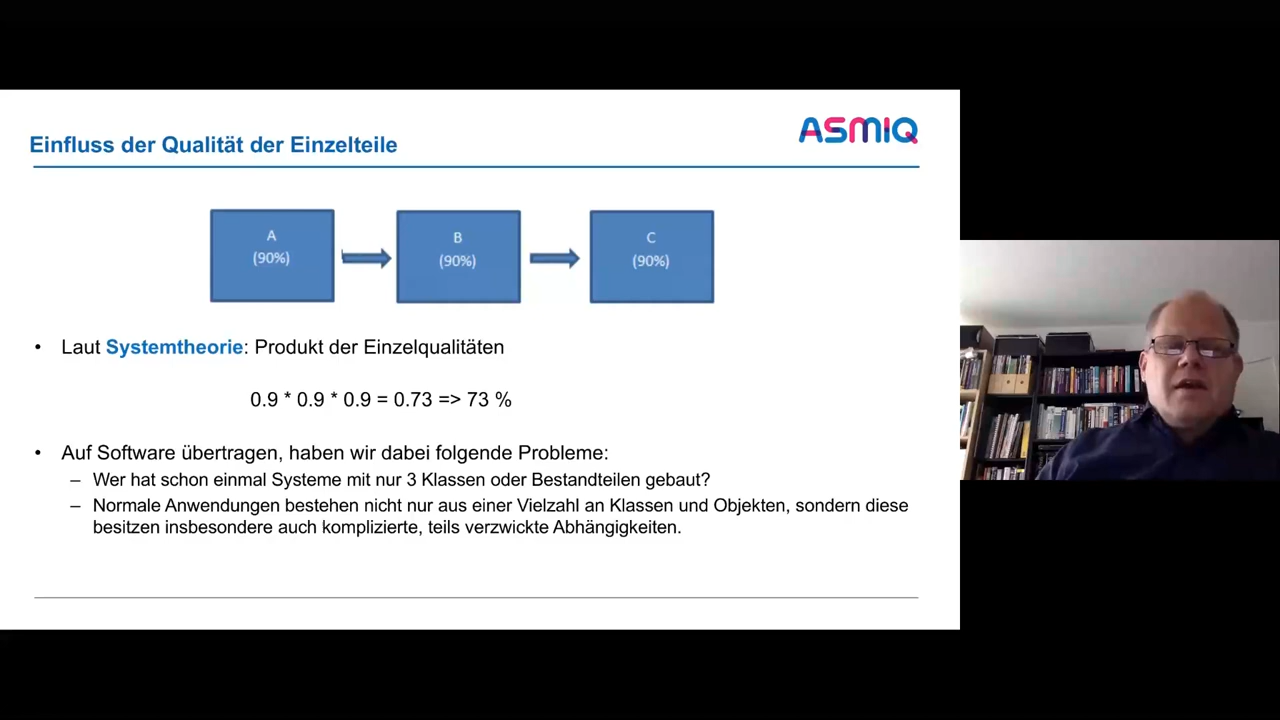 Einfluss der Qualität der Einzelteile
ASMIQ
A
(90%)
B
(90%)
C
(90%)
• Laut Systemtheorie: Produkt der Einzelqualitäten
0.9 * 0.9 * 0.9 = 0.73 => 73 %
• Auf Software übertragen, haben wir dabei folgende Probleme:
– Wer hat schon einmal Systeme mit nur 3 Klassen oder Bestandteilen gebaut?
– Normale Anwendungen bestehen nicht nur aus einer Vielzahl an Klassen und Objekten, sondern diese
besitzen insbesondere auch komplizierte, teils verzwickte Abhängigkeiten.